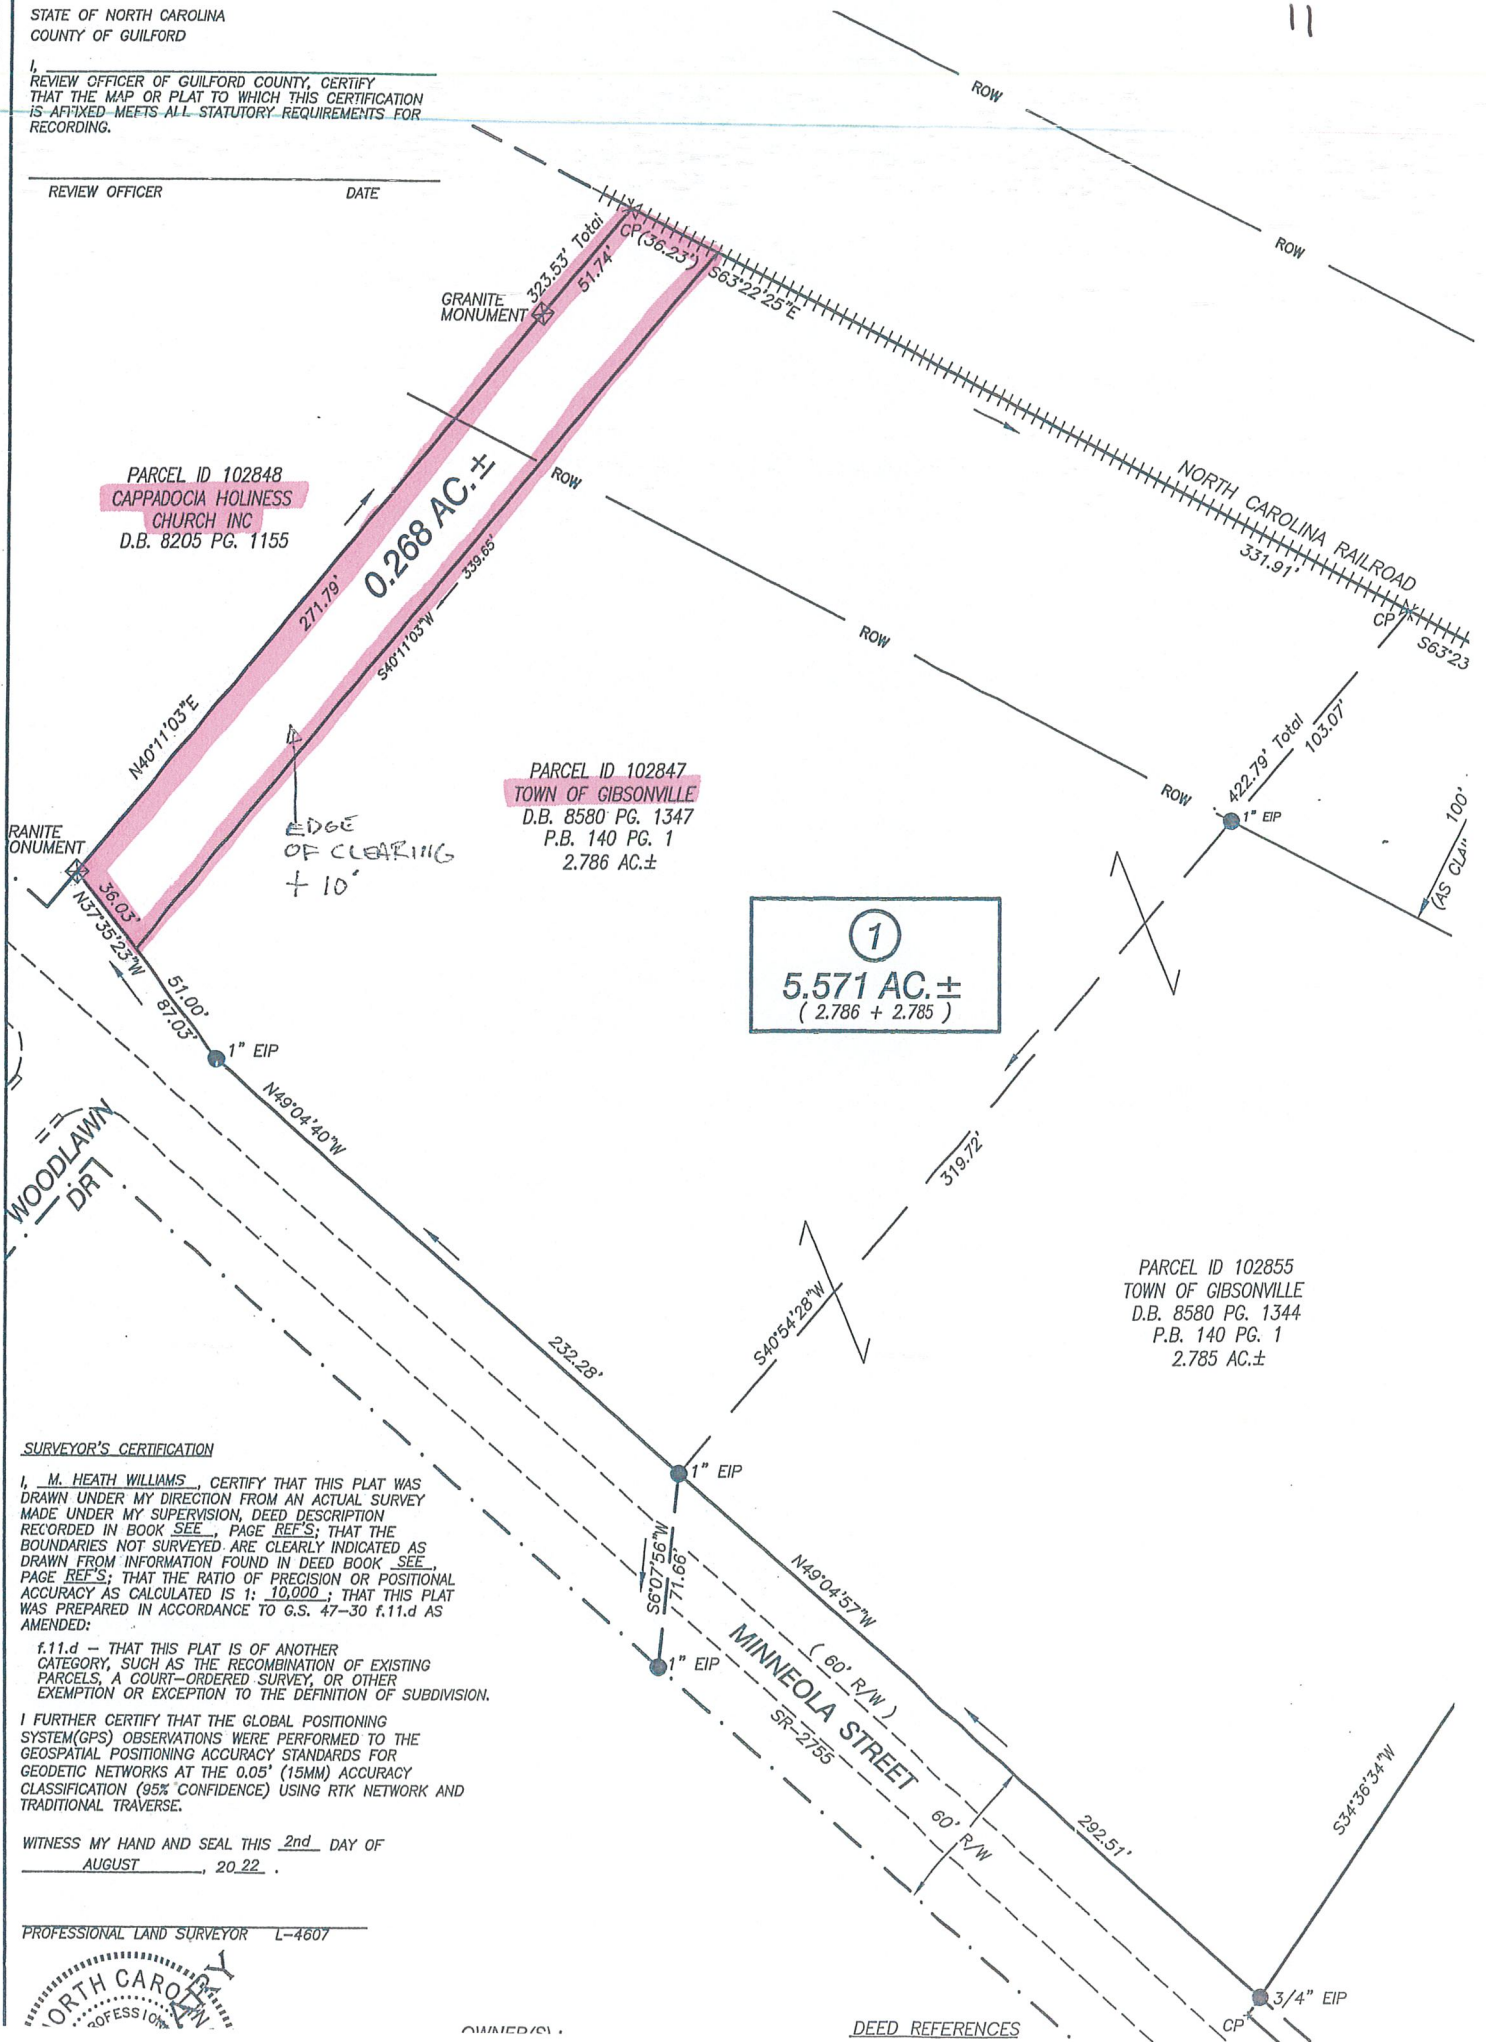 STATE OF NORTH CAROLINA
COUNTY OF GUILFORD
I,
REVIEW OFFICER OF GUILFORD COUNTY, CERTIFY
THAT THE MAP OR PLAT TO WHICH THIS CERTIFICATION
IS AFFIXED MEETS ALL STATUTORY REQUIREMENTS FOR
RECORDING.
REVIEW OFFICER DATE
11
ROW
ROW
323.53' Total
51.74'
CP(36.23')
S63°22'25"E
GRANITE
MONUMENT
PARCEL ID 102848
CAPPADOCIA HOLINESS
CHURCH INC
D.B. 8205 PG. 1155
0.268 AC.±
ROW
271.79'
339.65'
S40°11'03"W
N40°11'03"E
NORTH CAROLINA RAILROAD
331.91'
CP
S63°23
ROW
422.79' Total
103.07'
ROW
1" EIP
100'
(AS CLA
EDGE
OF CLEARING
+ 10'
PARCEL ID 102847
TOWN OF GIBSONVILLE
D.B. 8580 PG. 1347
P.B. 140 PG. 1
2.786 AC.±
RANITE
ONUMENT
36.03'
N37°35'23"W
51.00'
87.03'
1" EIP
1
5.571 AC.±
( 2.786 + 2.785 )
N49°04'40"W
WOODLAWN
DR
319.72'
S40°54'28"W
232.28'
PARCEL ID 102855
TOWN OF GIBSONVILLE
D.B. 8580 PG. 1344
P.B. 140 PG. 1
2.785 AC.±
1" EIP
S6°07'56"W
71.66'
1" EIP
N49°04'57"W
( 60' R/W )
MINNEOLA STREET
SR-2755
60' R/W
292.51'
S34°36'34"W
3/4" EIP
CP
SURVEYOR'S CERTIFICATION
I, M. HEATH WILLIAMS, CERTIFY THAT THIS PLAT WAS
DRAWN UNDER MY DIRECTION FROM AN ACTUAL SURVEY
MADE UNDER MY SUPERVISION, DEED DESCRIPTION
RECORDED IN BOOK SEE, PAGE REF'S; THAT THE
BOUNDARIES NOT SURVEYED ARE CLEARLY INDICATED AS
DRAWN FROM INFORMATION FOUND IN DEED BOOK SEE,
PAGE REF'S; THAT THE RATIO OF PRECISION OR POSITIONAL
ACCURACY AS CALCULATED IS 1: 10,000; THAT THIS PLAT
WAS PREPARED IN ACCORDANCE TO G.S. 47-30 f.11.d AS
AMENDED:
f.11.d - THAT THIS PLAT IS OF ANOTHER
CATEGORY, SUCH AS THE RECOMBINATION OF EXISTING
PARCELS, A COURT-ORDERED SURVEY, OR OTHER
EXEMPTION OR EXCEPTION TO THE DEFINITION OF SUBDIVISION.
I FURTHER CERTIFY THAT THE GLOBAL POSITIONING
SYSTEM(GPS) OBSERVATIONS WERE PERFORMED TO THE
GEOSPATIAL POSITIONING ACCURACY STANDARDS FOR
GEODETIC NETWORKS AT THE 0.05' (15MM) ACCURACY
CLASSIFICATION (95% CONFIDENCE) USING RTK NETWORK AND
TRADITIONAL TRAVERSE.
WITNESS MY HAND AND SEAL THIS 2nd DAY OF
AUGUST, 2022.
PROFESSIONAL LAND SURVEYOR L-4607
ORTH CAROLIN
OFESSION
OWNER(S):
DEED REFERENCES